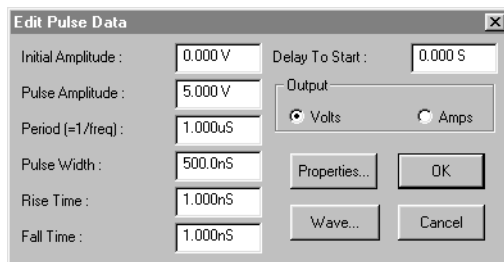 Edit Pulse Data
Initial Amplitude : 0.000 V
Pulse Amplitude : 5.000 V
Period (=1/freq) : 1.000uS
Pulse Width : 500.0nS
Rise Time : 1.000nS
Fall Time : 1.000nS
Delay To Start : 0.000 S
Output
Volts Amps
Properties... OK
Wave... Cancel